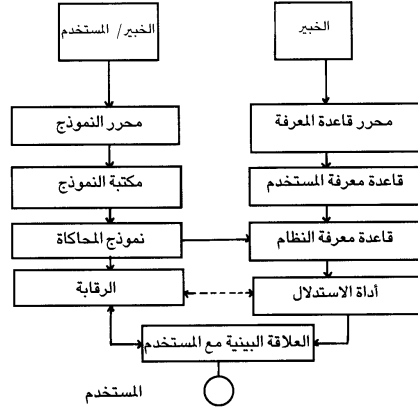 الخبير
الخبير/ المستخدم
محرر قاعدة المعرفة
محرر النموذج
قاعدة معرفة المستخدم
مكتبة النموذج
قاعدة معرفة النظام
نموذج المحاكاة
أداة الاستدلال
الرقابة
العلاقة البينية مع المستخدم
المستخدم